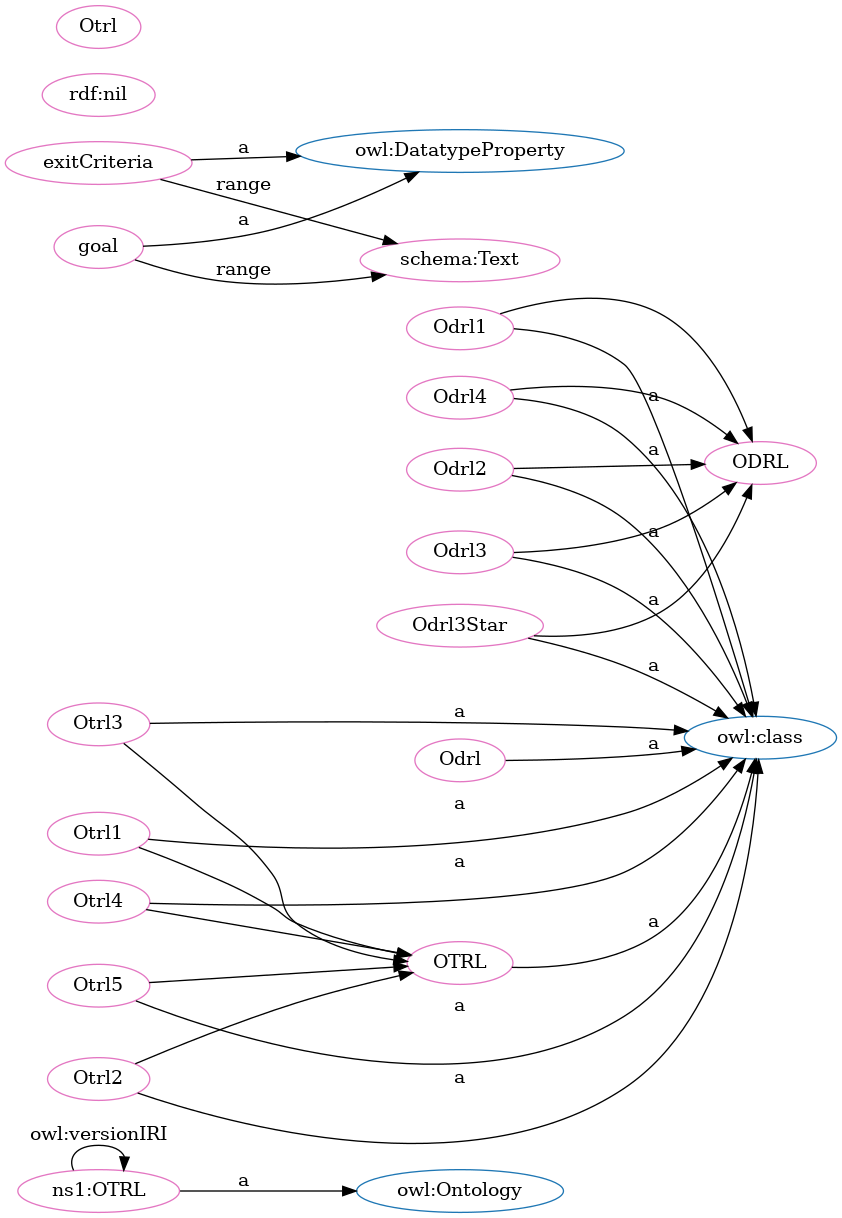 Otrl
rdf:nil
a
owl:DatatypeProperty
exitCriteria
range
a
goal
schema:Text
range
Odrl1
Odrl4
a
a
ODRL
Odrl2
a
Odrl3
a
Odrl3Star
a
Otrl3
a
owl:class
a
Odrl
a
Otrl1
a
Otrl4
a
OTRL
Otrl5
a
Otrl2
a
owl:versionIRI
a
ns1:OTRL
owl:Ontology